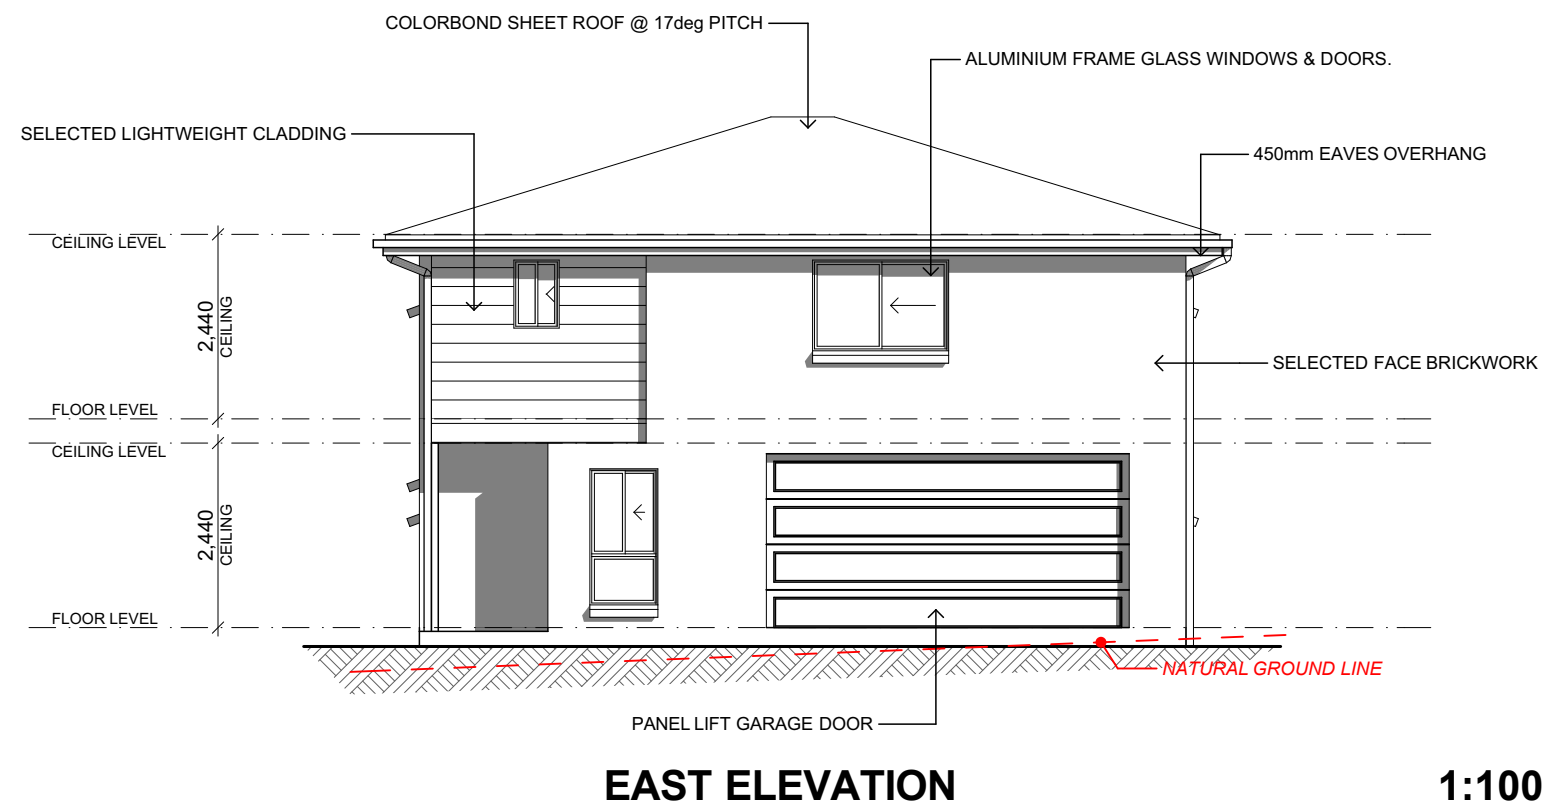 COLORBOND SHEET ROOF @ 17deg PITCH
ALUMINIUM FRAME GLASS WINDOWS & DOORS.
SELECTED LIGHTWEIGHT CLADDING
450mm EAVES OVERHANG
CEILING LEVEL
2,440
CEILING
SELECTED FACE BRICKWORK
FLOOR LEVEL
CEILING LEVEL
2,440
CEILING
FLOOR LEVEL
NATURAL GROUND LINE
PANEL LIFT GARAGE DOOR
EAST ELEVATION
1:100